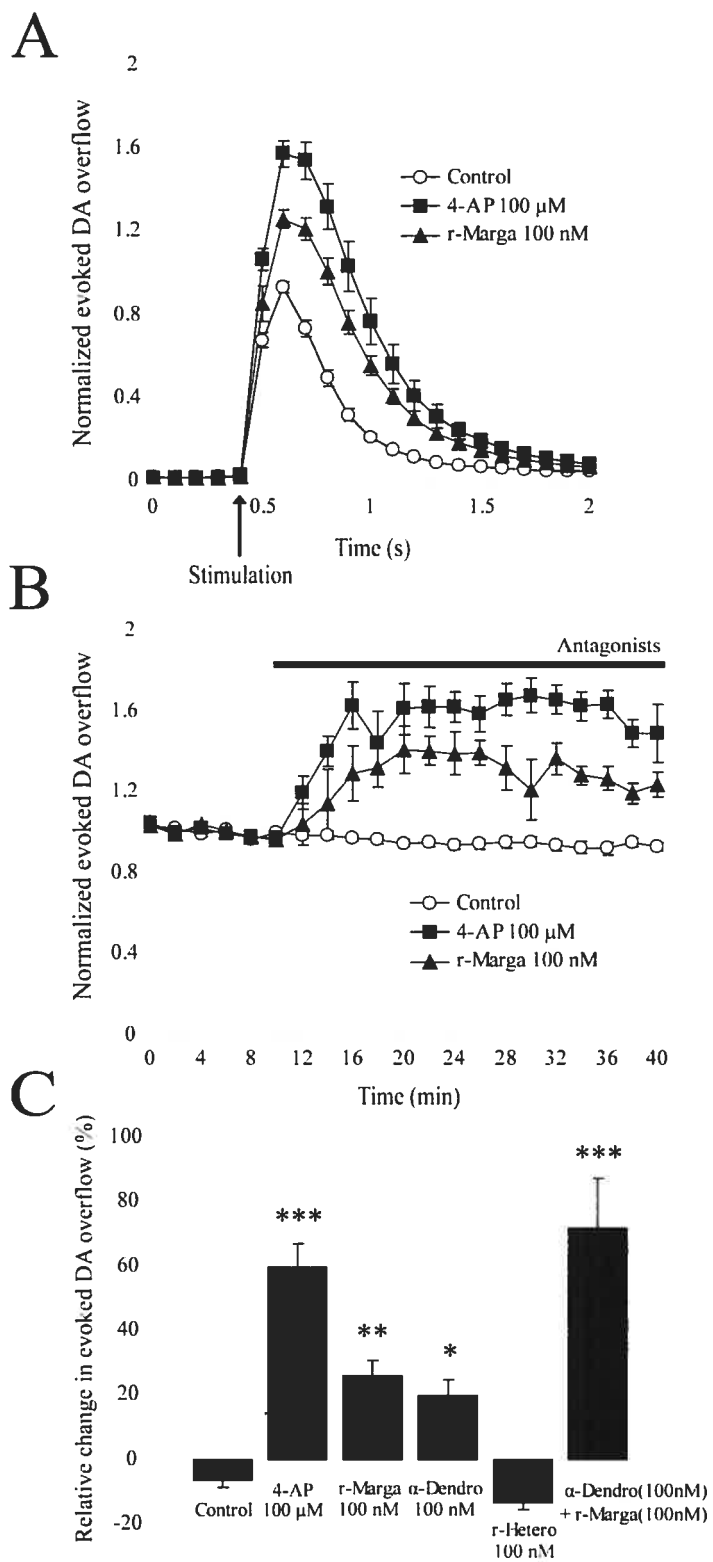 A
Normalized evoked DA overflow
2
1.6
1.2
0.8
0.4
0
Control
4-AP 100 µM
r-Marga 100 nM
0 0.5 1 1.5 2
Time (s)
Stimulation
B
Normalized evoked DA overflow
2
1.6
1.2
0.8
0.4
0
Antagonists
Control
4-AP 100 µM
r-Marga 100 nM
0 4 8 12 16 20 24 28 32 36 40
Time (min)
C
Relative change in evoked DA overflow (%)
100
80
60
40
20
0
-20
***
**
*
***
Control
4-AP
100 µM
r-Marga
100 nM
α-Dendro
100 nM
r-Hetero
100 nM
α-Dendro(100nM)
+ r-Marga(100nM)